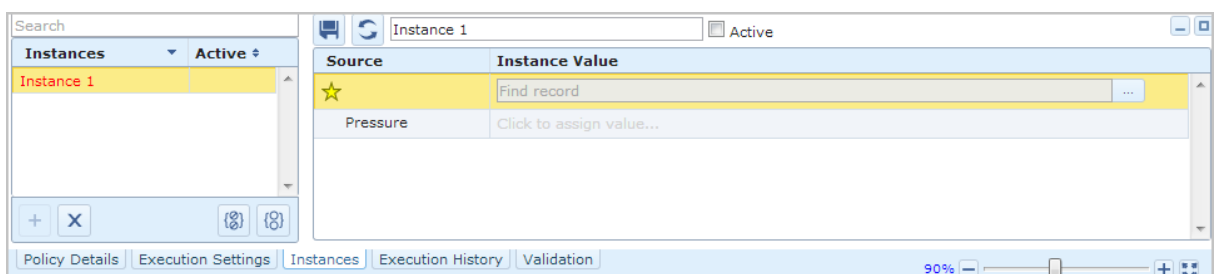 Search
Instances Active
Instance 1
Instance 1 Active
Source Instance Value
Find record ...
Pressure Click to assign value...
Policy Details Execution Settings Instances Execution History Validation
90%